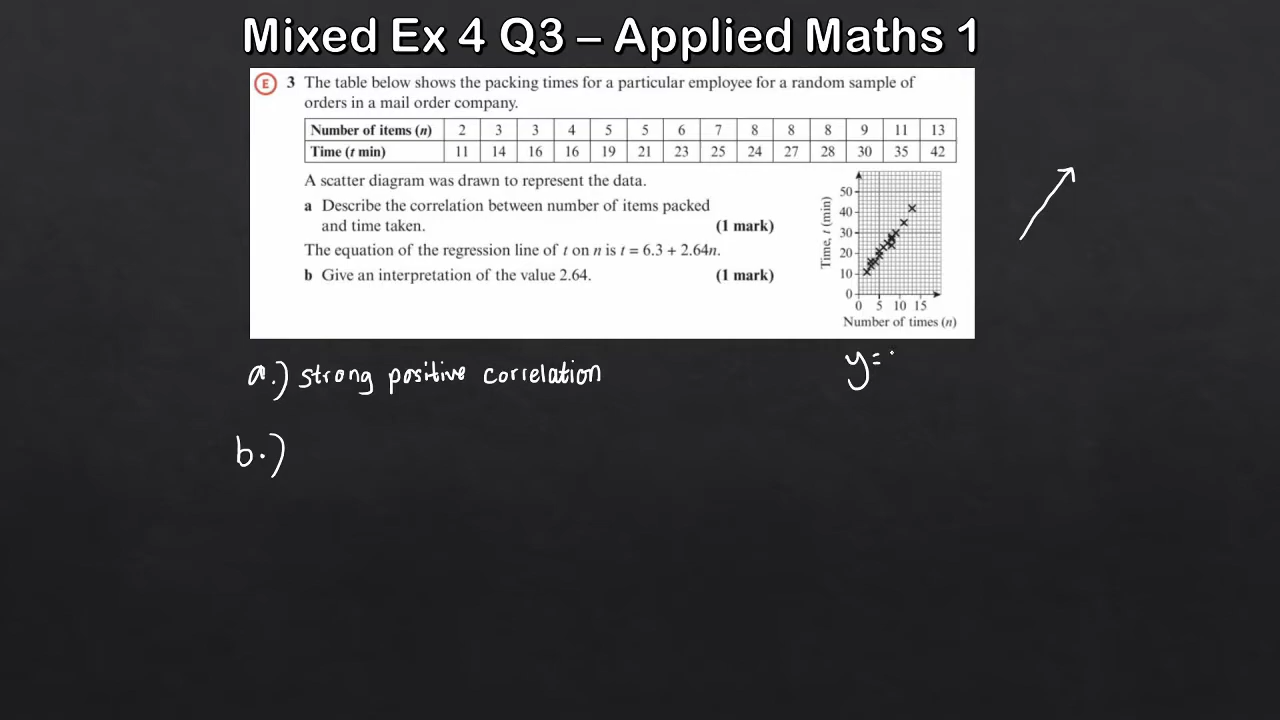 Mixed Ex 4 Q3 – Applied Maths 1
E 3 The table below shows the packing times for a particular employee for a random sample of
orders in a mail order company.
Number of items (n) 2 3 3 4 5 5 6 7 8 8 8 9 11 13
Time (t min) 11 14 16 16 19 21 23 25 24 27 28 30 35 42
A scatter diagram was drawn to represent the data.
a Describe the correlation between number of items packed
and time taken. (1 mark)
The equation of the regression line of t on n is t = 6.3 + 2.64n.
b Give an interpretation of the value 2.64. (1 mark)
Time, t (min)
50
40
30
20
10
0
0 5 10 15
Number of times (n)
a.) strong positive correlation
y=
b.)